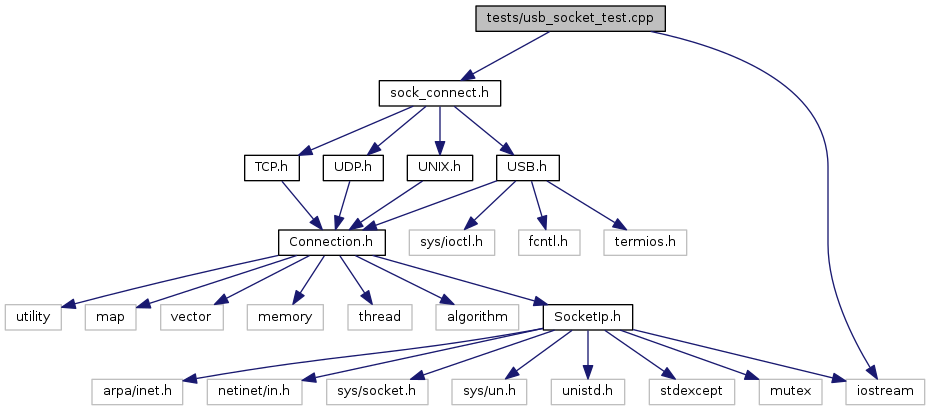 tests/usb_socket_test.cpp
sock_connect.h
TCP.h
UDP.h
UNIX.h
USB.h
Connection.h
sys/ioctl.h
fcntl.h
termios.h
utility
map
vector
memory
thread
algorithm
SocketIp.h
arpa/inet.h
netinet/in.h
sys/socket.h
sys/un.h
unistd.h
stdexcept
mutex
iostream